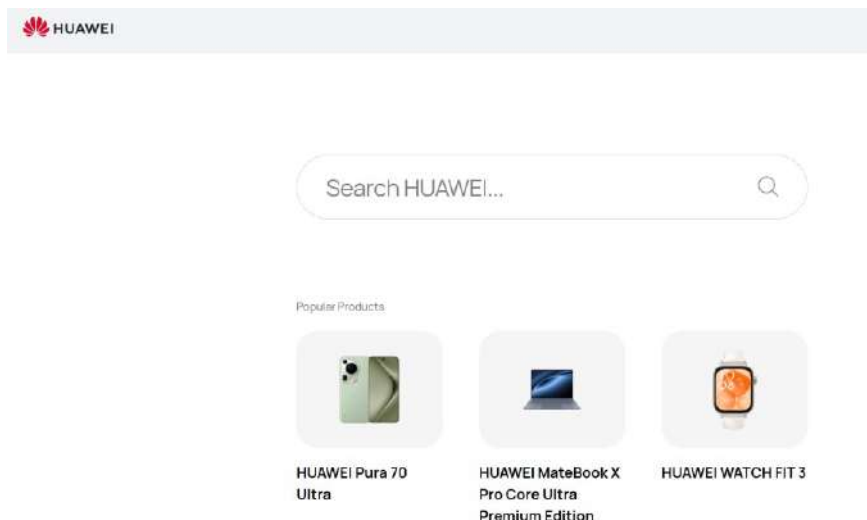 HUAWEI
Search HUAWEI...
Popular Products
HUAWEI Pura 70
Ultra
HUAWEI MateBook X
Pro Core Ultra
Premium Edition
HUAWEI WATCH FIT 3